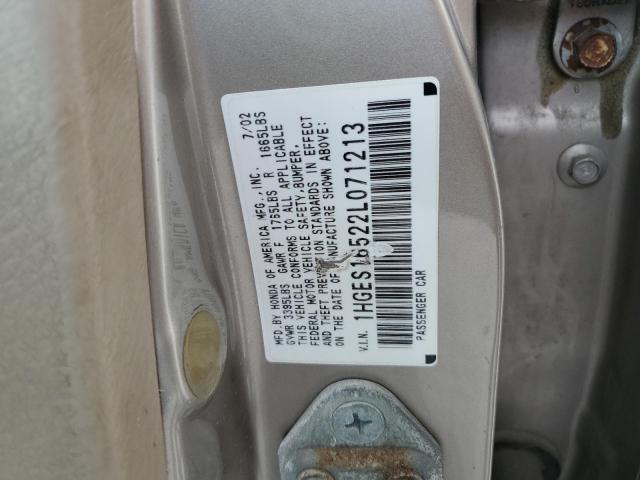 MFD.BY HONDA OF AMERICA MFG.,INC. 7/02
GVWR 3395LBS GAWR F 1755LBS R 1665LBS
THIS VEHICLE CONFORMS TO ALL APPLICABLE
FEDERAL MOTOR VEHICLE SAFETY,BUMPER,
AND THEFT PREVENTION STANDARDS IN EFFECT
ON THE DATE OF MANUFACTURE SHOWN ABOVE:
V.I.N. 1HGES16522L071213
PASSENGER CAR